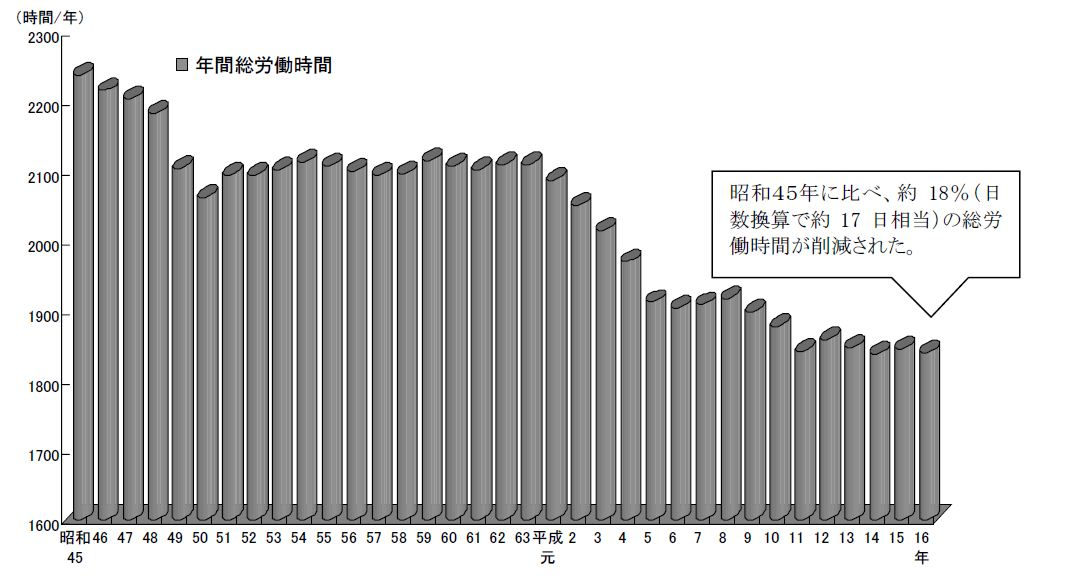 (時間/年)
2300
2200
2100
2000
1900
1800
1700
1600
年間総労働時間
昭和45年に比べ、約 18%(日
数換算で約 17 日相当)の総労
働時間が削減された。
昭和 46 47 48 49 50 51 52 53 54 55 56 57 58 59 60 61 62 63 平成 2 3 4 5 6 7 8 9 10 11 12 13 14 15 16
45 元 年